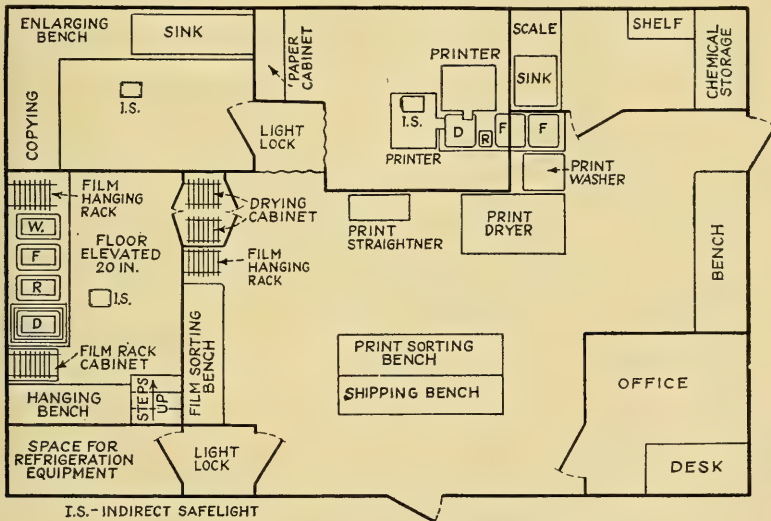 ENLARGING
BENCH
SINK
'PAPER
CABINET
PRINTER
SCALE
SINK
SHELF
CHEMICAL
STORAGE
COPYING
I.S.
LIGHT
LOCK
I.S.
D
R
F
F
PRINTER
PRINT
WASHER
FILM
HANGING
RACK
DRYING
CABINET
W.
F
R
D
FLOOR
ELEVATED
20 IN.
I.S.
FILM
HANGING
RACK
PRINT
STRAIGHTNER
PRINT
DRYER
BENCH
FILM RACK
CABINET
HANGING
BENCH
STEPS
UP
FILM SORTING
BENCH
PRINT SORTING
BENCH
SHIPPING BENCH
OFFICE
DESK
SPACE FOR
REFRIGERATION
EQUIPMENT
LIGHT
LOCK
I.S.-INDIRECT SAFELIGHT